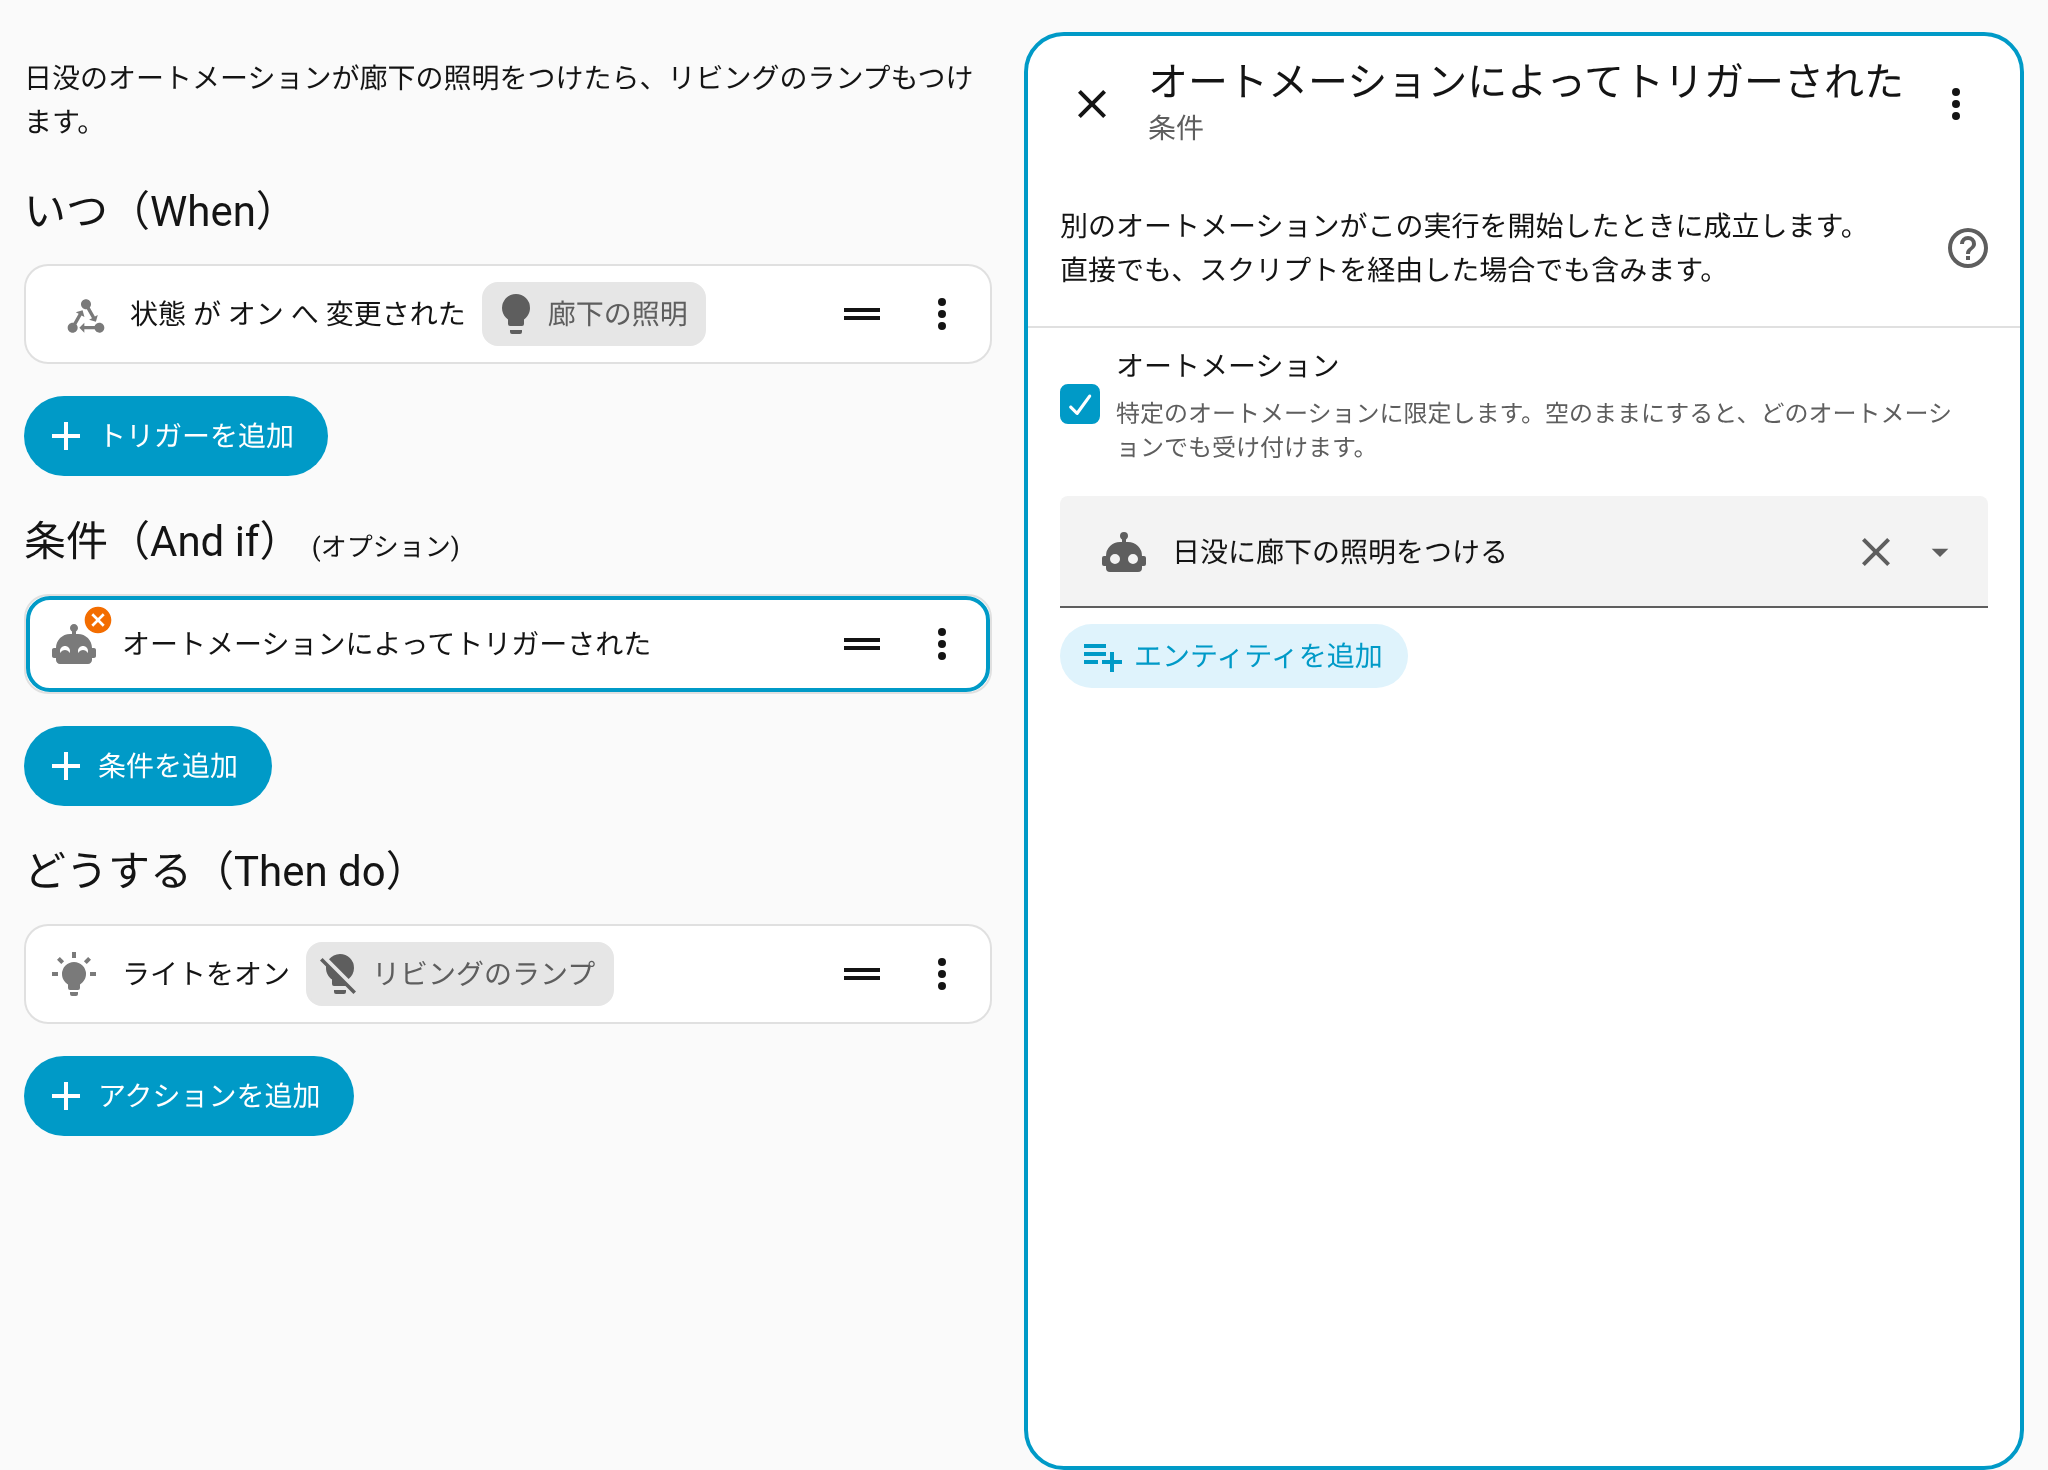 日没のオートメーションが廊下の照明をつけたら、リビングのランプもつけ
ます。
いつ（When）
状態 が オン へ 変更された 廊下の照明
トリガーを追加
条件（And if） (オプション)
オートメーションによってトリガーされた
条件を追加
どうする（Then do）
ライトをオン リビングのランプ
アクションを追加
オートメーションによってトリガーされた
条件
別のオートメーションがこの実行を開始したときに成立します。
直接でも、スクリプトを経由した場合でも含みます。
オートメーション
特定のオートメーションに限定します。空のままにすると、どのオートメーシ
ョンでも受け付けます。
日没に廊下の照明をつける
エンティティを追加